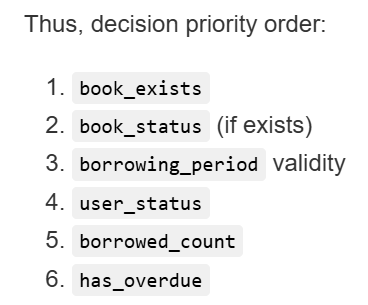 Thus, decision priority order:
1. book_exists
2. book_status (if exists)
3. borrowing_period validity
4. user_status
5. borrowed_count
6. has_overdue